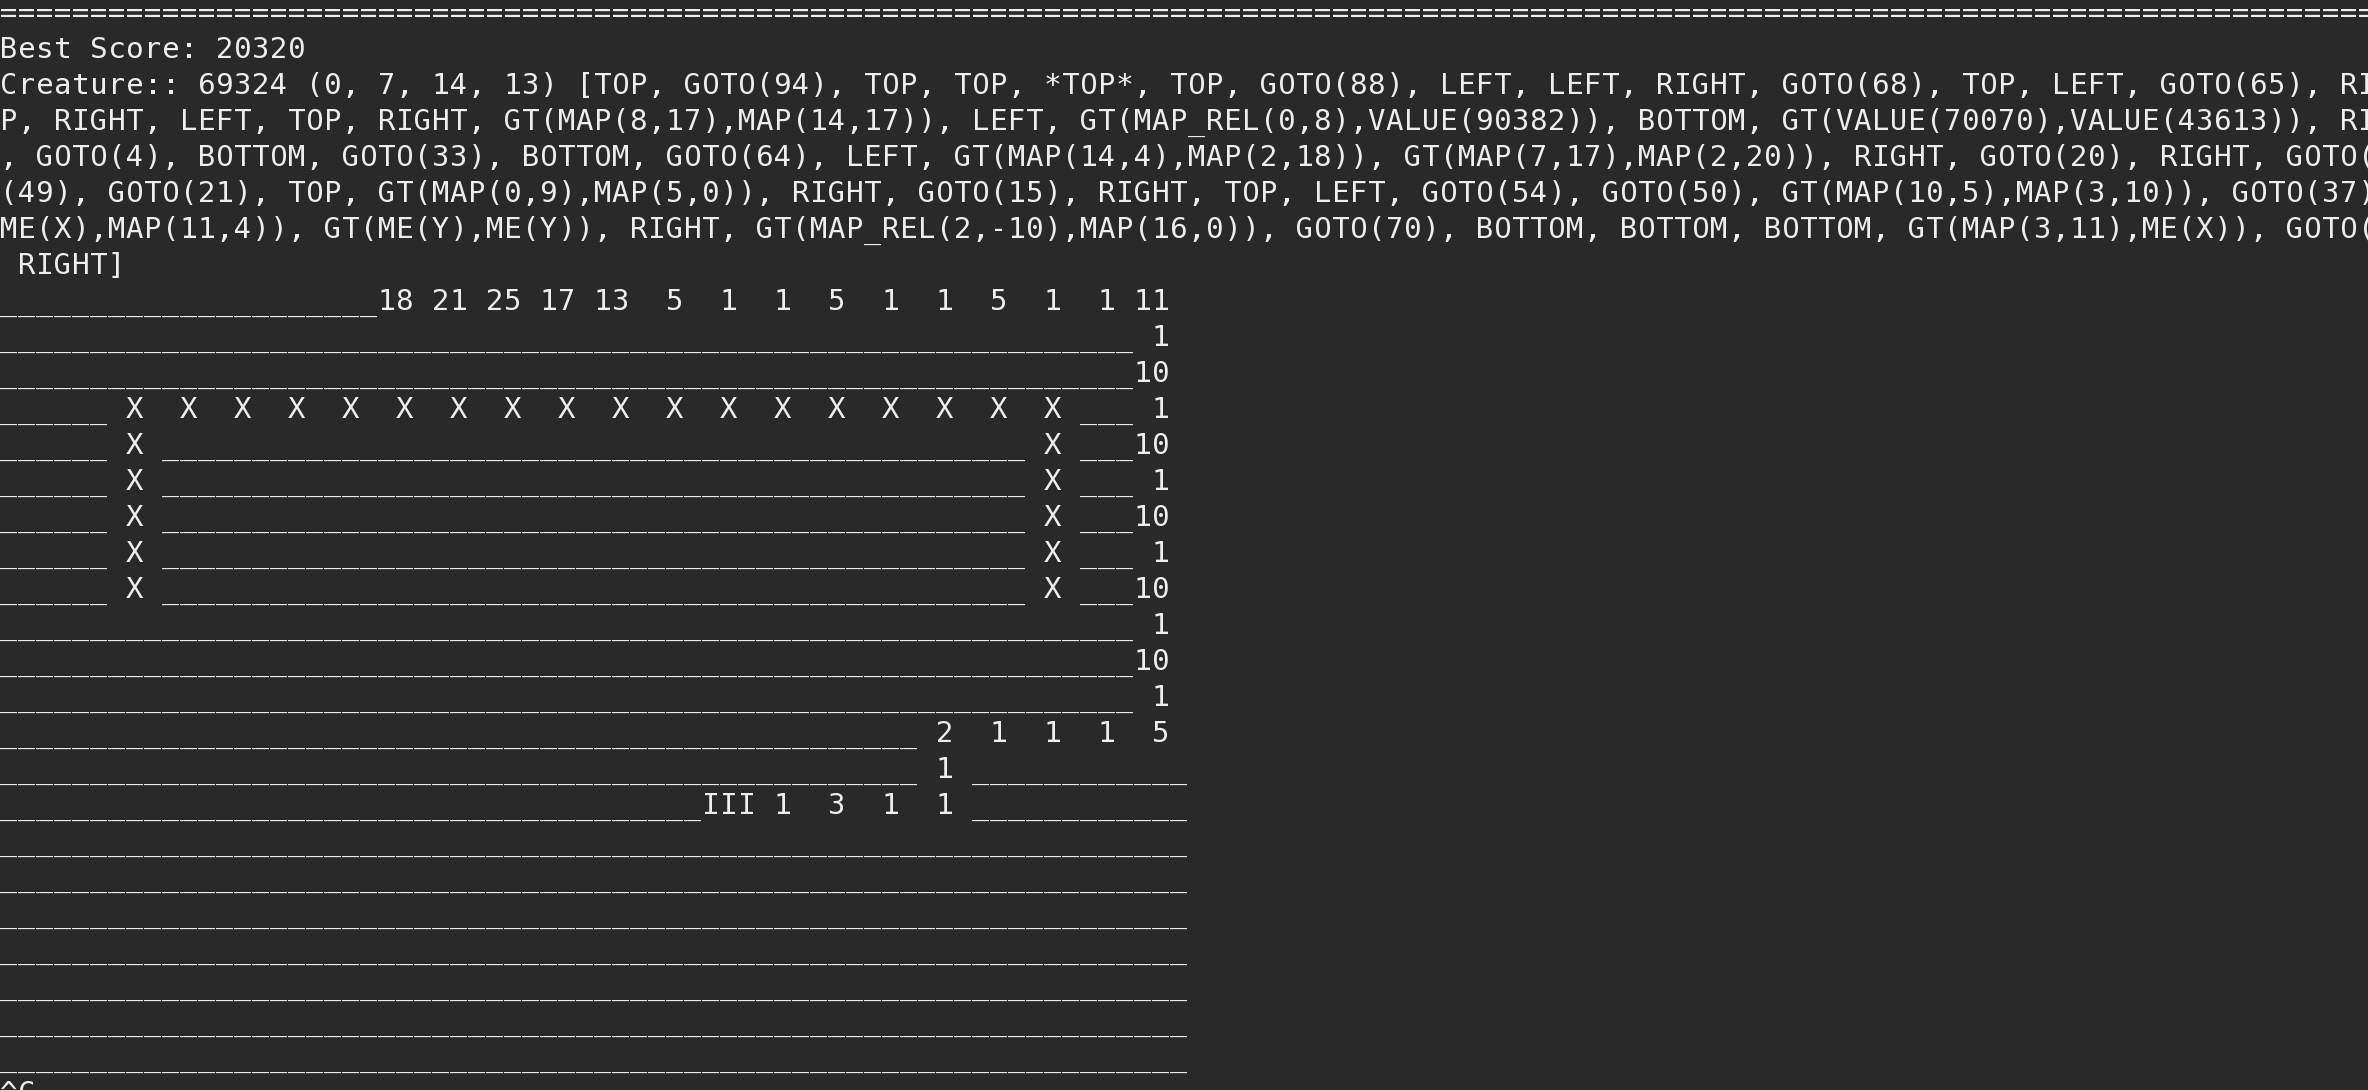 ====================================================================================================================================
Best Score: 20320
Creature:: 69324 (0, 7, 14, 13) [TOP, GOTO(94), TOP, TOP, *TOP*, TOP, GOTO(88), LEFT, LEFT, RIGHT, GOTO(68), TOP, LEFT, GOTO(65), RI
P, RIGHT, LEFT, TOP, RIGHT, GT(MAP(8,17),MAP(14,17)), LEFT, GT(MAP_REL(0,8),VALUE(90382)), BOTTOM, GT(VALUE(70070),VALUE(43613)), RI
, GOTO(4), BOTTOM, GOTO(33), BOTTOM, GOTO(64), LEFT, GT(MAP(14,4),MAP(2,18)), GT(MAP(7,17),MAP(2,20)), RIGHT, GOTO(20), RIGHT, GOTO(
(49), GOTO(21), TOP, GT(MAP(0,9),MAP(5,0)), RIGHT, GOTO(15), RIGHT, TOP, LEFT, GOTO(54), GOTO(50), GT(MAP(10,5),MAP(3,10)), GOTO(37)
ME(X),MAP(11,4)), GT(ME(Y),ME(Y)), RIGHT, GT(MAP_REL(2,-10),MAP(16,0)), GOTO(70), BOTTOM, BOTTOM, BOTTOM, GT(MAP(3,11),ME(X)), GOTO(
 RIGHT]
_____________________18 21 25 17 13  5  1  1  5  1  1  5  1  1 11
_______________________________________________________________ 1
_______________________________________________________________10
______ X  X  X  X  X  X  X  X  X  X  X  X  X  X  X  X  X  X ___ 1
______ X ________________________________________________ X ___10
______ X ________________________________________________ X ___ 1
______ X ________________________________________________ X ___10
______ X ________________________________________________ X ___ 1
______ X ________________________________________________ X ___10
_______________________________________________________________ 1
_______________________________________________________________10
_______________________________________________________________ 1
___________________________________________________ 2  1  1  1  5
___________________________________________________ 1 ____________
_______________________________________III 1  3  1  1 ____________
__________________________________________________________________
__________________________________________________________________
__________________________________________________________________
__________________________________________________________________
__________________________________________________________________
__________________________________________________________________
__________________________________________________________________
^C